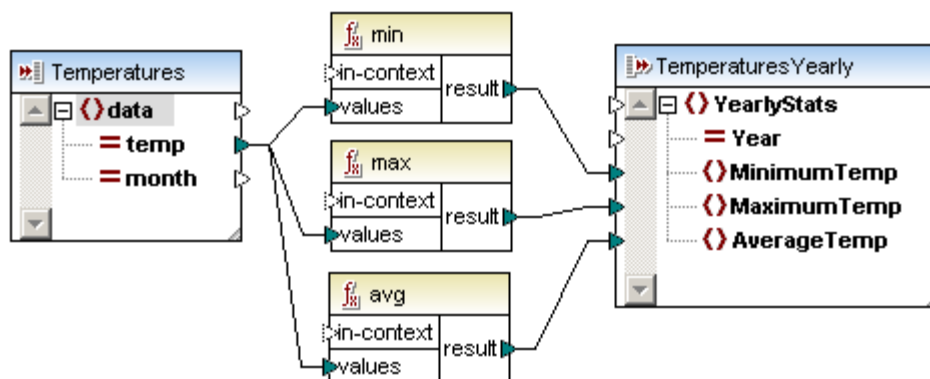 Temperatures
data
temp
month
min
in-context
values
result
max
in-context
values
result
avg
in-context
values
result
TemperaturesYearly
YearlyStats
Year
MinimumTemp
MaximumTemp
AverageTemp